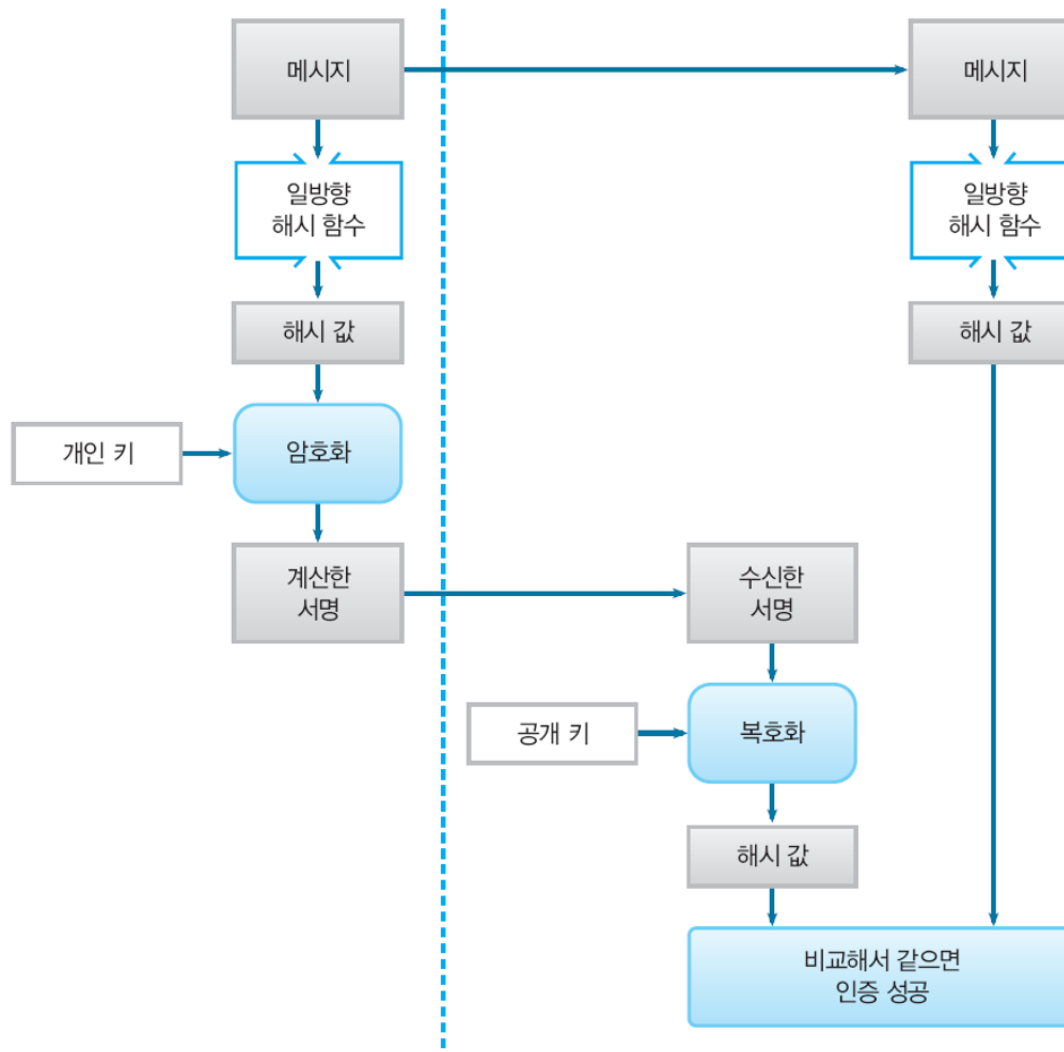 메시지
메시지
일방향
해시 함수
일방향
해시 함수
해시 값
해시 값
개인 키
암호화
계산한
서명
수신한
서명
공개 키
복호화
해시 값
비교해서 같으면
인증 성공